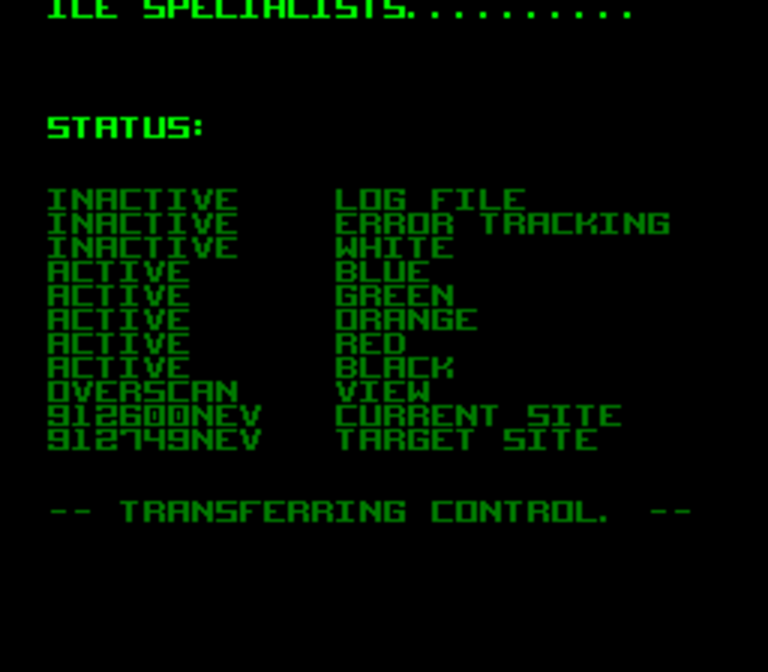 ICE SPECIALISTS..........
STATUS:
INACTIVE LOG FILE
INACTIVE ERROR TRACKING
INACTIVE WHITE
ACTIVE BLUE
ACTIVE GREEN
ACTIVE ORANGE
ACTIVE RED
ACTIVE BLACK
OVERSCAN VIEW
912600NEV CURRENT SITE
912749NEV TARGET SITE
-- TRANSFERRING CONTROL. --